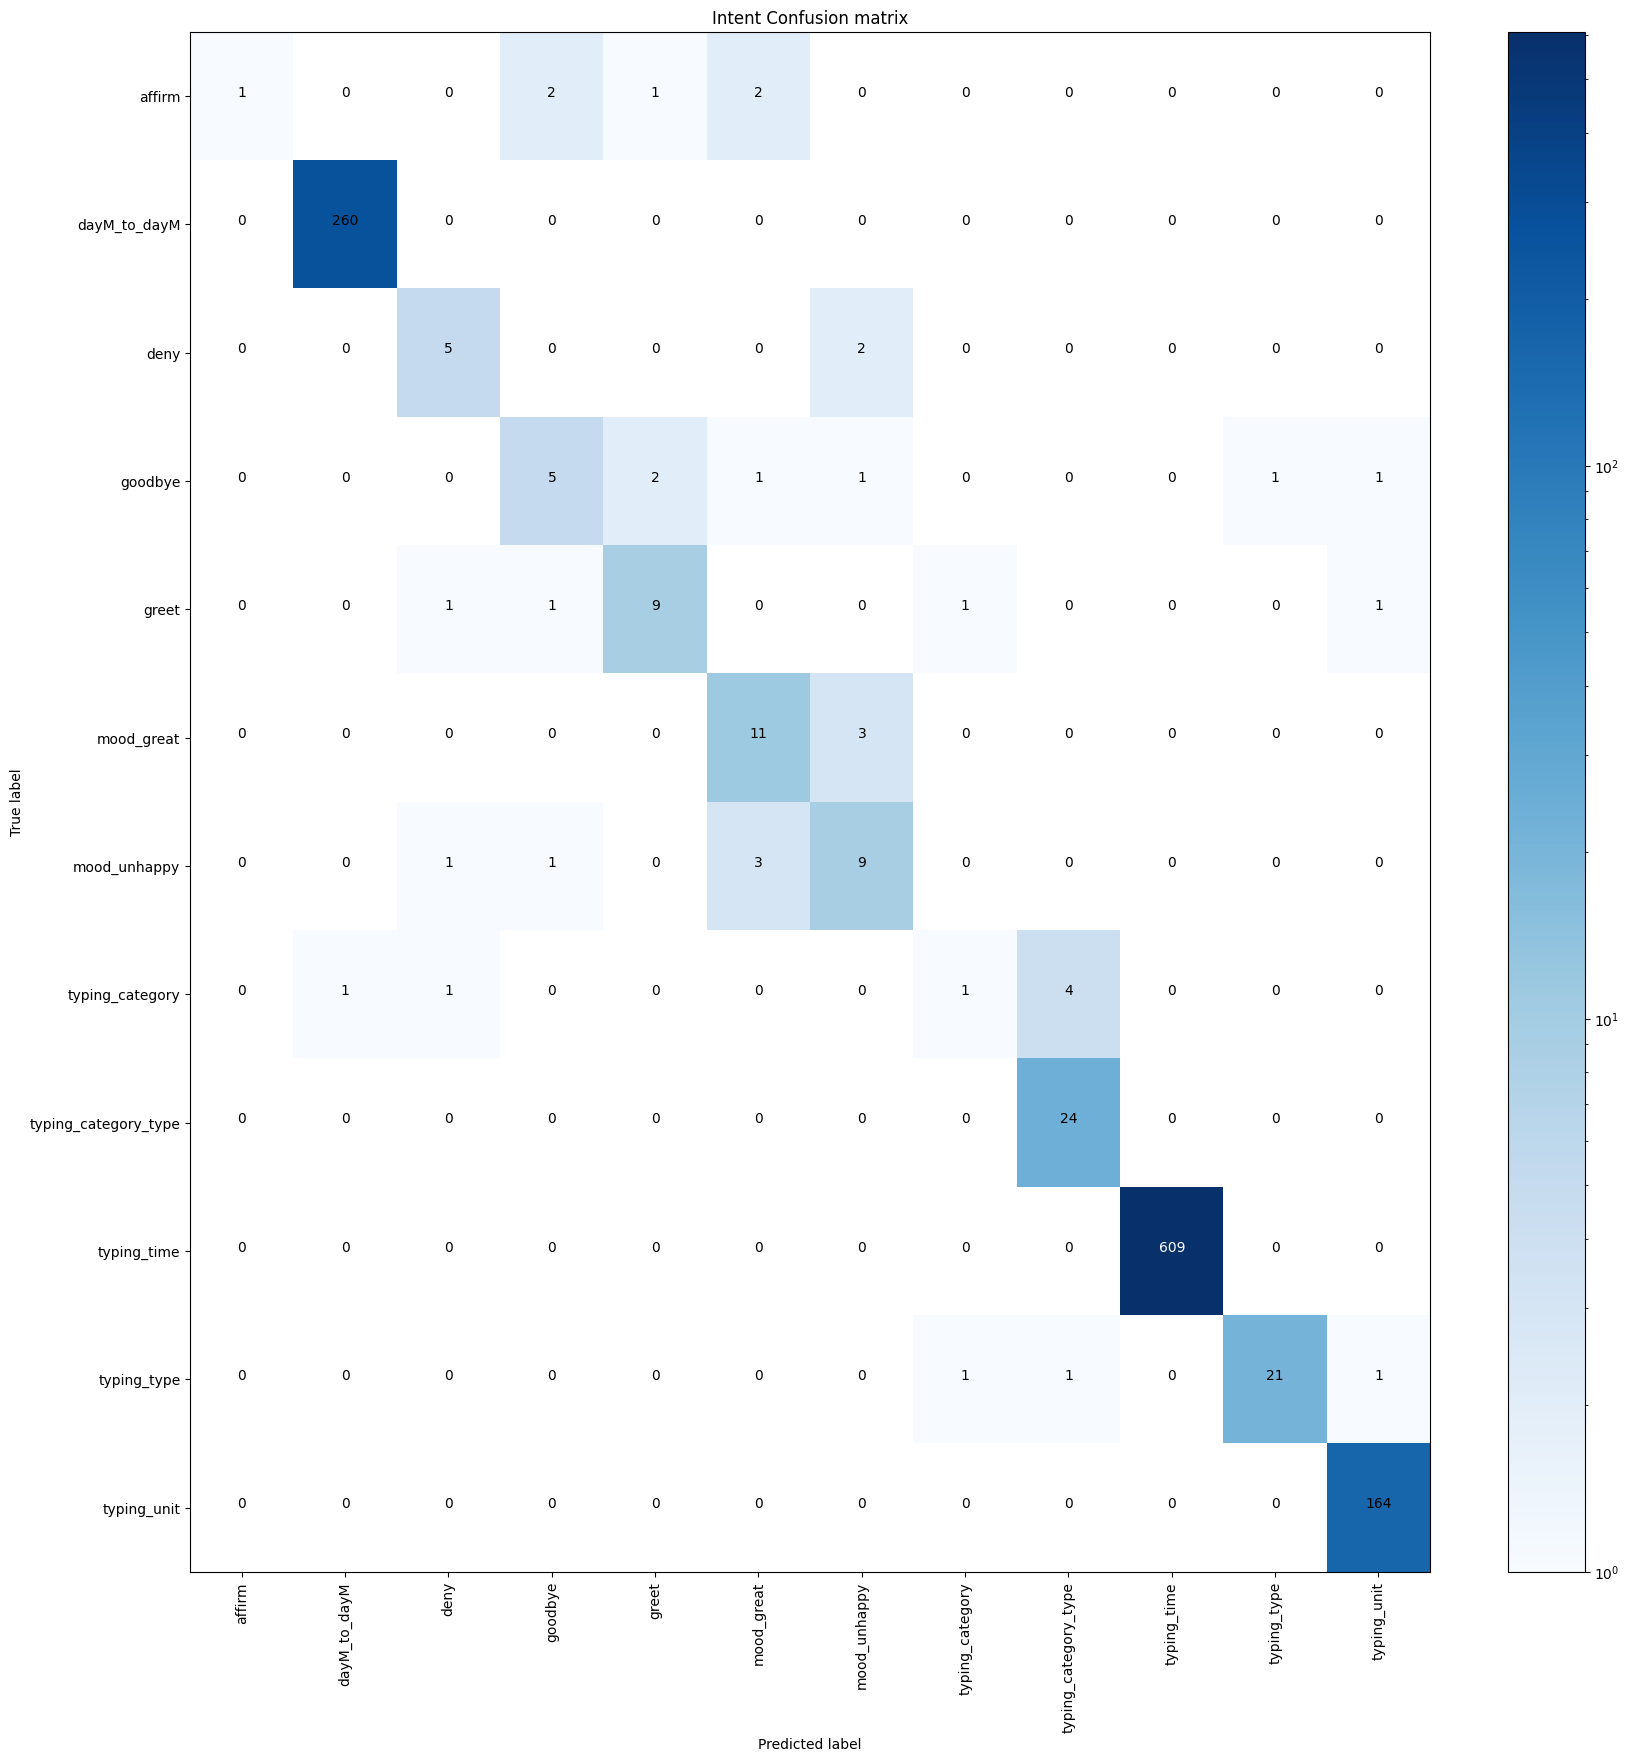 Intent Confusion matrix
affirm 1 0 0 2 1 2 0 0 0 0 0 0
dayM_to_dayM 0 260 0 0 0 0 0 0 0 0 0 0
deny 0 0 5 0 0 0 2 0 0 0 0 0
goodbye 0 0 0 5 2 1 1 0 0 0 1 1
greet 0 0 1 1 9 0 0 1 0 0 0 1
mood_great 0 0 0 0 0 11 3 0 0 0 0 0
mood_unhappy 0 0 1 1 0 3 9 0 0 0 0 0
typing_category 0 1 1 0 0 0 0 1 4 0 0 0
typing_category_type 0 0 0 0 0 0 0 0 24 0 0 0
typing_time 0 0 0 0 0 0 0 0 0 609 0 0
typing_type 0 0 0 0 0 0 0 1 1 0 21 1
typing_unit 0 0 0 0 0 0 0 0 0 0 0 164
True label
affirm
dayM_to_dayM
deny
goodbye
greet
mood_great
mood_unhappy
typing_category
typing_category_type
typing_time
typing_type
typing_unit
Predicted label
10²
10¹
10⁰